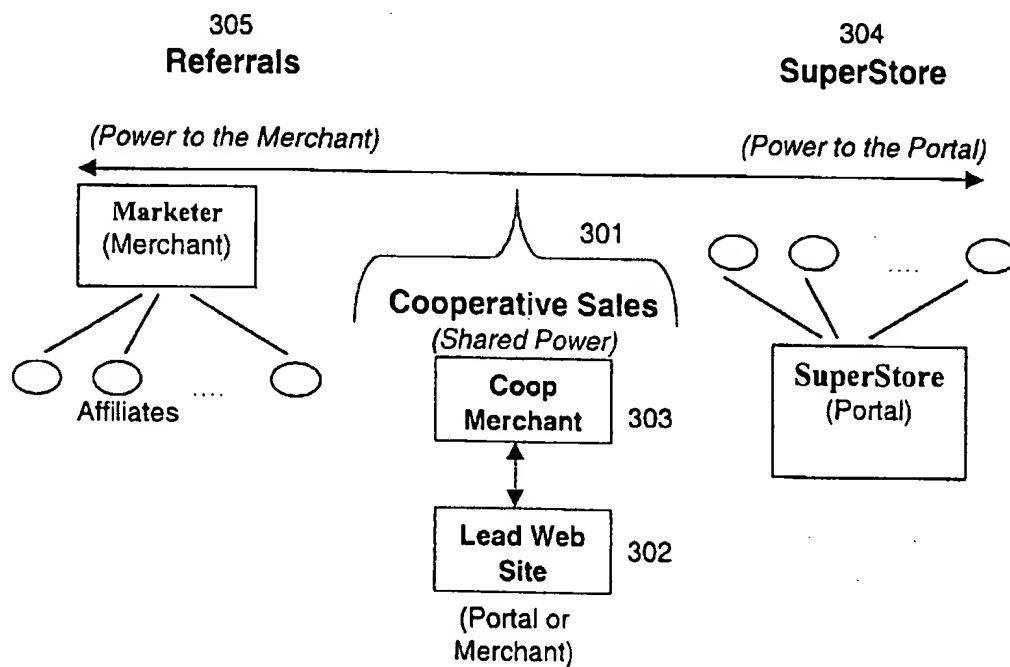 305
Referrals
304
SuperStore
(Power to the Merchant)
(Power to the Portal)
Marketer
(Merchant)
....
Affiliates
301
Cooperative Sales
(Shared Power)
Coop
Merchant
303
Lead Web
Site
302
(Portal or
Merchant)
....
SuperStore
(Portal)